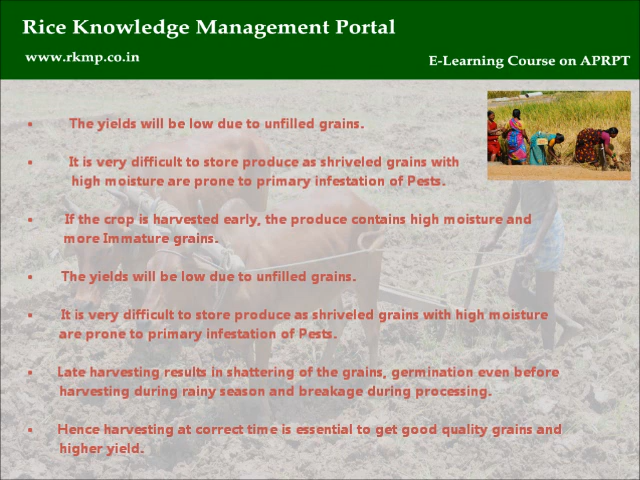 Rice Knowledge Management Portal
www.rkmp.co.in
E-Learning Course on APRPT
▪ The yields will be low due to unfilled grains.
▪ It is very difficult to store produce as shriveled grains with
high moisture are prone to primary infestation of Pests.
▪ If the crop is harvested early, the produce contains high moisture and
more Immature grains.
▪ The yields will be low due to unfilled grains.
▪ It is very difficult to store produce as shriveled grains with high moisture
are prone to primary infestation of Pests.
▪ Late harvesting results in shattering of the grains, germination even before
harvesting during rainy season and breakage during processing.
▪ Hence harvesting at correct time is essential to get good quality grains and
higher yield.